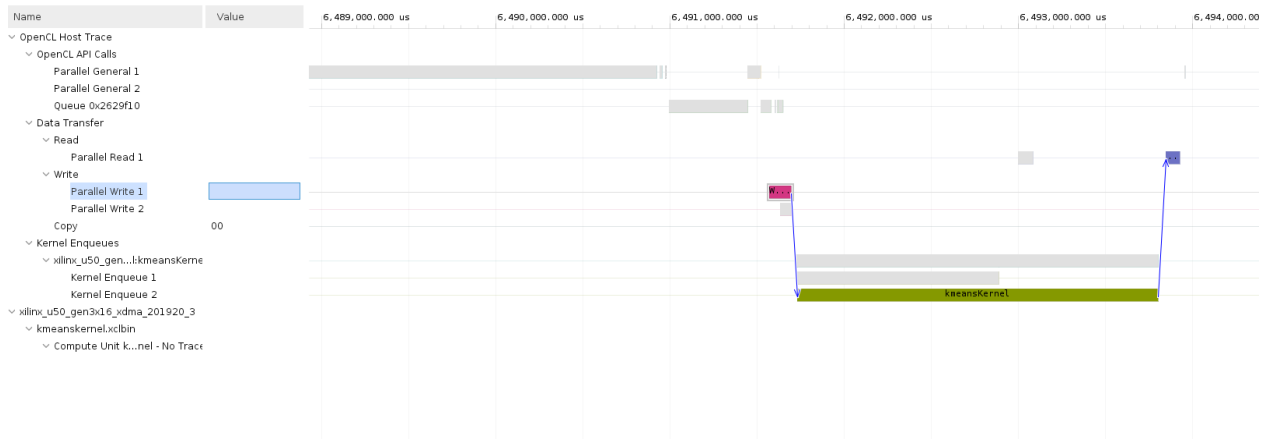 Name Value 6,489,000.000 us 6,490,000.000 us 6,491,000.000 us 6,492,000.000 us 6,493,000.000 us 6,494,000.00
OpenCL Host Trace
OpenCL API Calls
Parallel General 1
Parallel General 2
Queue 0x2629f10
Data Transfer
Read
Parallel Read 1
Write
Parallel Write 1 W...
Parallel Write 2
Copy 00
Kernel Enqueues
xilinx_u50_gen...l:kmeansKerne
Kernel Enqueue 1
Kernel Enqueue 2 kmeansKernel
xilinx_u50_gen3x16_xdma_201920_3
kmeanskernel.xclbin
Compute Unit k...nel - No Trace